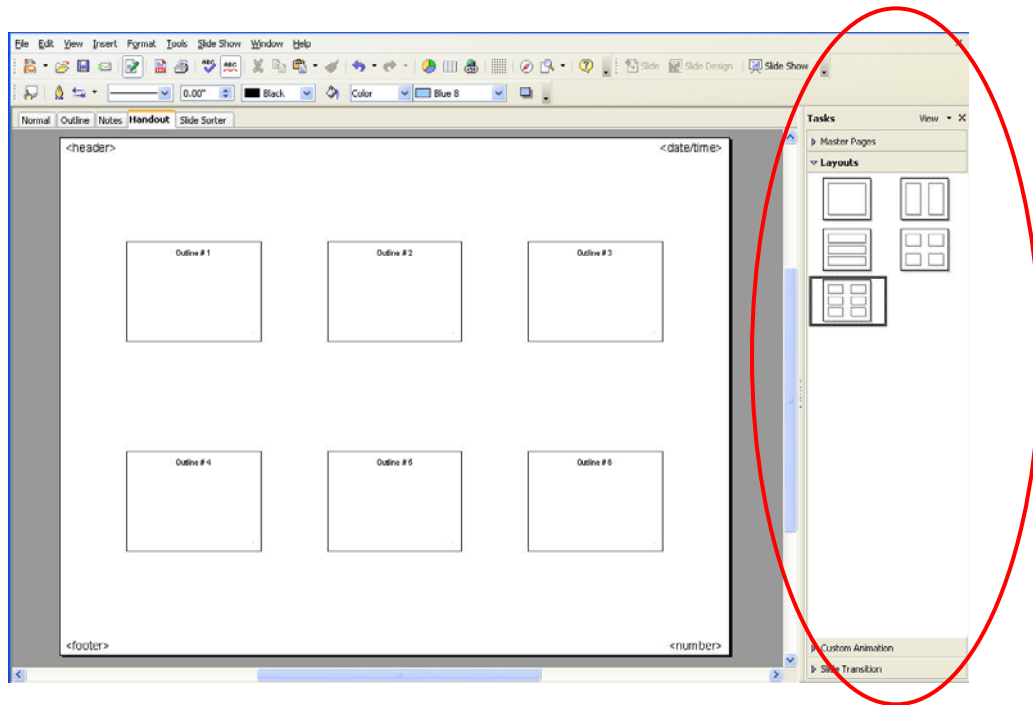 File Edit View Insert Format Tools Slide Show Window Help
Slide Slide Design Slide Show
0.00" Black Color Blue 8
Normal Outline Notes Handout Slide Sorter
Tasks View
Master Pages
Layouts
<header> <date/time>
Outline # 1 Outline # 2 Outline # 3
Outline # 4 Outline # 5 Outline # 6
<footer> <number>
Custom Animation
Slide Transition